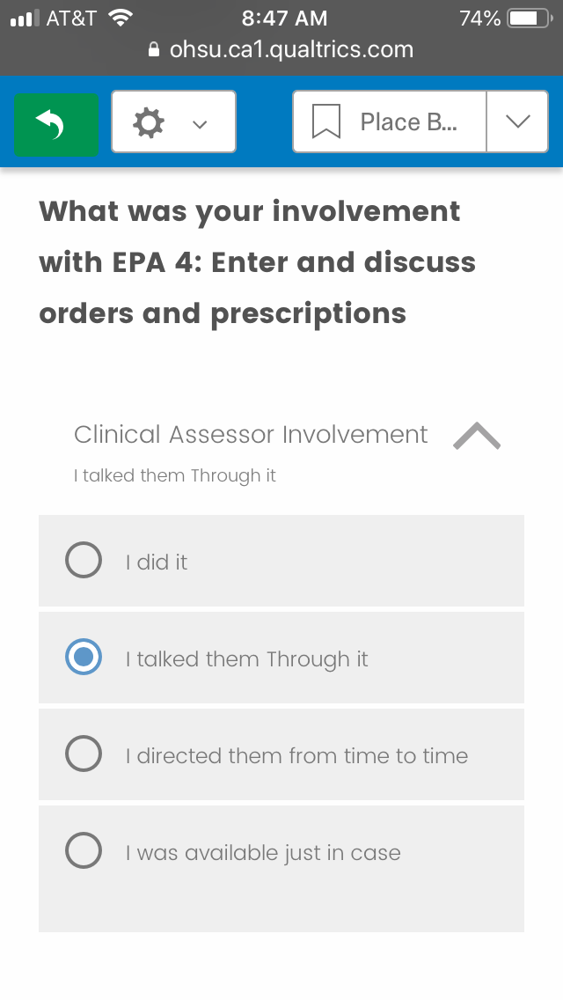 AT&T 8:47 AM 74%
ohsu.ca1.qualtrics.com
Place B...
What was your involvement
with EPA 4: Enter and discuss
orders and prescriptions
Clinical Assessor Involvement
I talked them Through it
I did it
I talked them Through it
I directed them from time to time
I was available just in case